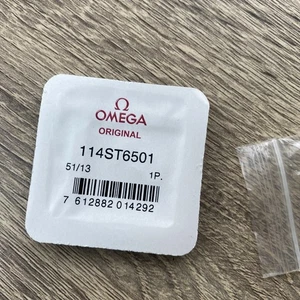 Ω
OMEGA
ORIGINAL
114ST6501
51/13 1P.
7 612882 014292